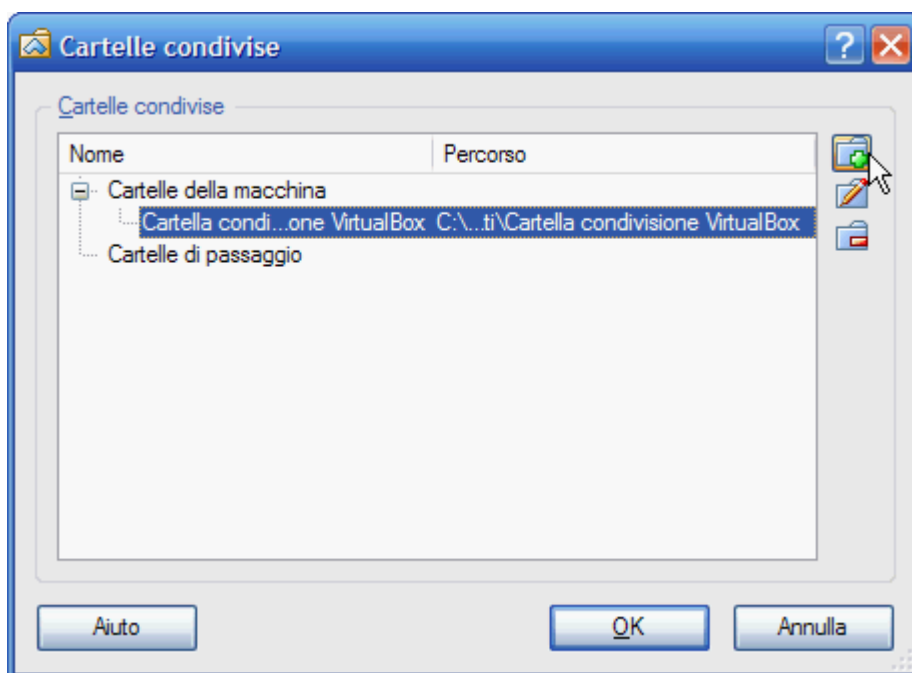 Cartelle condivise
Cartelle condivise
Nome Percorso
Cartelle della macchina
Cartella condi...one VirtualBox C:\...ti\Cartella condivisione VirtualBox
Cartelle di passaggio
Aiuto OK Annulla